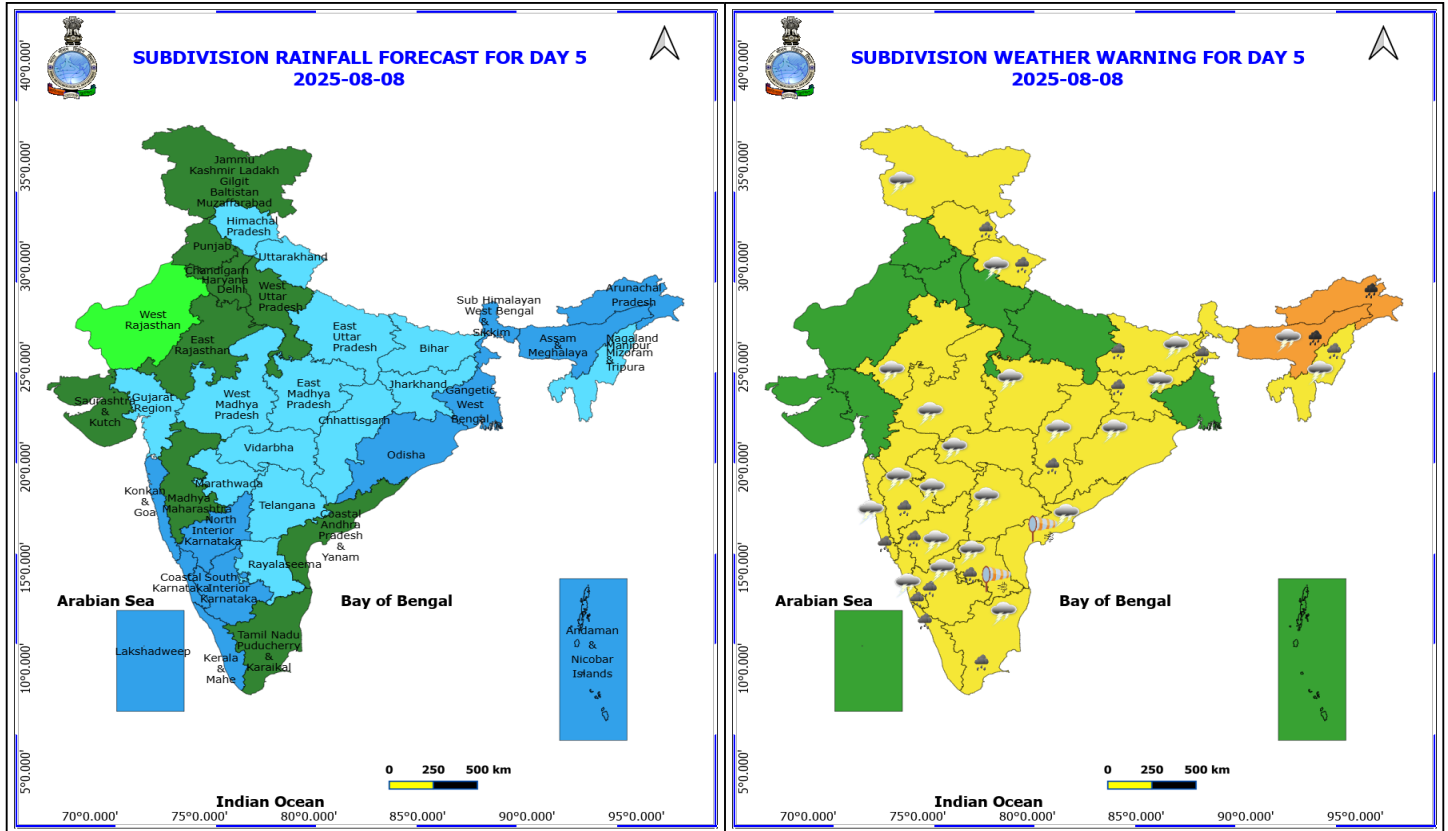 SUBDIVISION RAINFALL FORECAST FOR DAY 5
2025-08-08
40°0.000'
35°0.000'
30°0.000'
25°0.000'
20°0.000'
15°0.000'
10°0.000'
5°0.000'
Jammu
Kashmir Ladakh
Gilgit
Baltistan
Muzaffarabad
Himachal
Pradesh
Punjab
Uttarakhand
Chandigarh
Haryana
Delhi
West
Uttar
Pradesh
West
Rajasthan
East
Rajasthan
East
Uttar
Pradesh
Bihar
Sub Himalayan
West Bengal
&
Sikkim
Arunachal
Pradesh
Assam
&
Meghalaya
Nagaland
Manipur
Mizoram
&
Tripura
Saurashtra
&
Kutch
Gujarat
Region
West
Madhya
Pradesh
East
Madhya
Pradesh
Jharkhand
Gangetic
West
Bengal
Chhattisgarh
Vidarbha
Odisha
Konkan
&
Goa
Madhya
Maharashtra
Marathwada
Telangana
North
Interior
Karnataka
Coastal
Andhra
Pradesh
&
Yanam
Rayalaseema
Coastal
Karnataka
South
Interior
Karnataka
Arabian Sea
Bay of Bengal
Lakshadweep
Kerala
&
Mahe
Tamil Nadu
Puducherry
&
Karaikal
Andaman
&
Nicobar
Islands
0 250 500 km
Indian Ocean
70°0.000' 75°0.000' 80°0.000' 85°0.000' 90°0.000' 95°0.000'
SUBDIVISION WEATHER WARNING FOR DAY 5
2025-08-08
40°0.000'
35°0.000'
30°0.000'
25°0.000'
20°0.000'
15°0.000'
10°0.000'
5°0.000'
Arabian Sea
Bay of Bengal
0 250 500 km
Indian Ocean
70°0.000' 75°0.000' 80°0.000' 85°0.000' 90°0.000' 95°0.000'